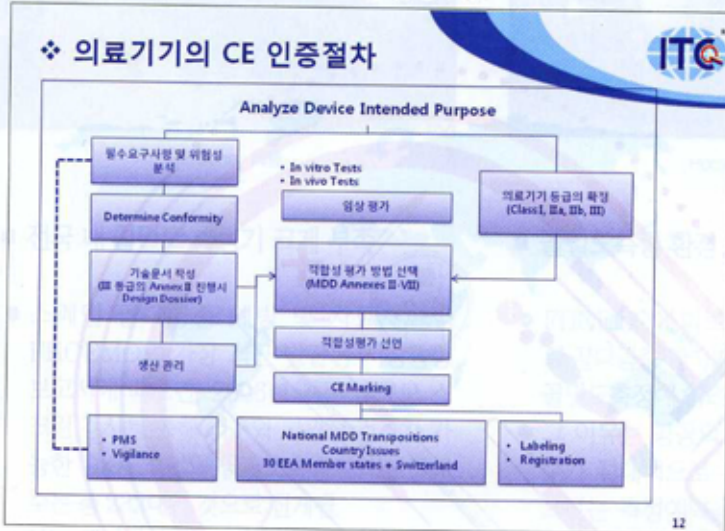 ❖ 의료기기의 CE 인증절차
ITC
Analyze Device Intended Purpose
필수요구사항 및 위험성
분석
Determine Conformity
기술문서 작성
(III 등급의 Annex II 진행시
Design Dossier)
생산 관리
• PMS
• Vigilance
• In vitro Tests
• In vivo Tests
임상 평가
적합성 평가 방법 선택
(MDD Annexes II-VII)
적합성평가 선언
CE Marking
National MDD Transpositions
Country Issues
30 EEA Member states + Switzerland
의료기기 등급의 확정
(Class I, IIa, IIb, III)
• Labeling
• Registration
12